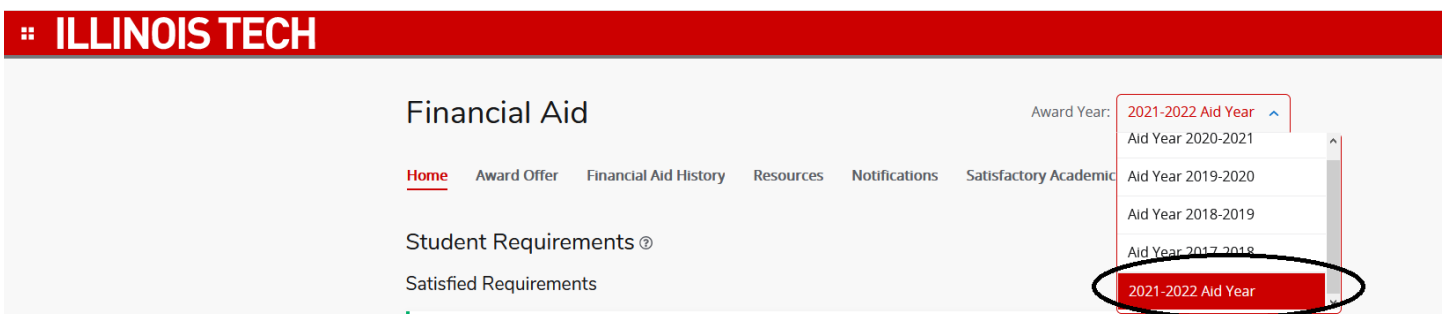 ILLINOIS TECH
Financial Aid
Award Year: 2021-2022 Aid Year
Home Award Offer Financial Aid History Resources Notifications Satisfactory Academic
Aid Year 2020-2021
Aid Year 2019-2020
Aid Year 2018-2019
Aid Year 2017-2018
2021-2022 Aid Year
Student Requirements
Satisfied Requirements